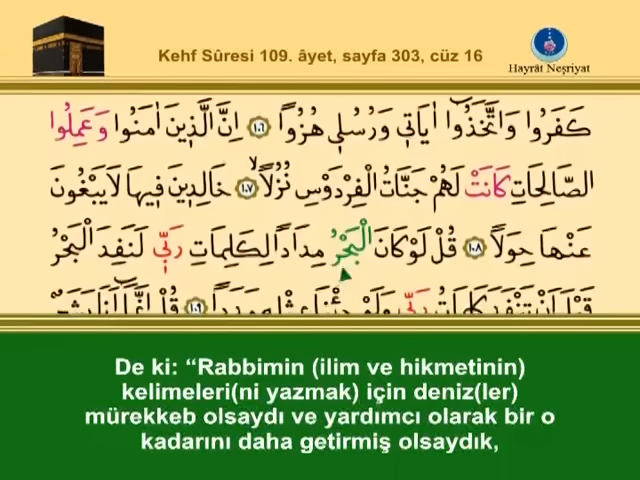 Kehf Sûresi 109. âyet, sayfa 303, cüz 16
Hayrât Neşriyat
كَفَرُوا وَاتَّخَذُٓوا اٰيَاتٖي وَرُسُلٖي هُزُوًا ﴿١٠٦﴾ اِنَّ الَّذٖينَ اٰمَنُوا وَعَمِلُوا
الصَّالِحَاتِ كَانَتْ لَهُمْ جَنَّاتُ الْفِرْدَوْسِ نُزُلًاۙ ﴿١٠٧﴾ خَالِدٖينَ فٖيهَا لَا يَبْغُونَ
عَنْهَا حِوَلًا ﴿١٠٨﴾ قُلْ لَوْ كَانَ الْبَحْرُ مِدَادًا لِكَلِمَاتِ رَبّٖي لَنَفِدَ الْبَحْرُ
قَبْلَ اَنْ تَنْفَدَ كَلِمَاتُ رَبّٖي وَلَوْ جِئْنَا بِمِثْلِهٖ مَدَدًا ﴿١٠٩﴾ قُلْ اِنَّمَٓا اَنَا بَشَرٌ
De ki: “Rabbimin (ilim ve hikmetinin)
kelimeleri(ni yazmak) için deniz(ler)
mürekkeb olsaydı ve yardımcı olarak bir o
kadarını daha getirmiş olsaydık,